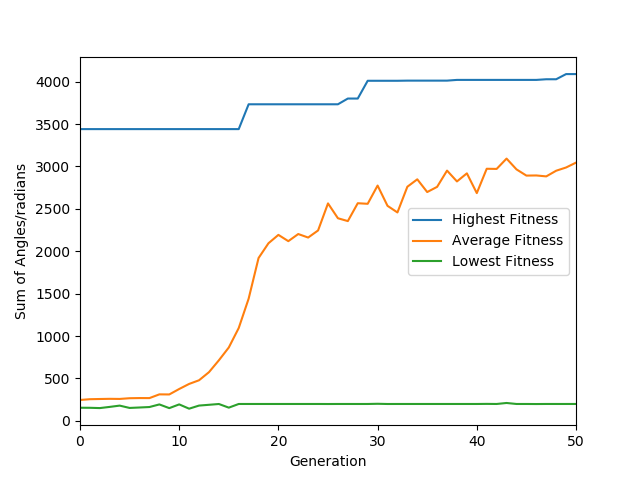 4000
3500
3000
2500
2000
1500
1000
500
0
Sum of Angles/radians
Highest Fitness
Average Fitness
Lowest Fitness
0 10 20 30 40 50
Generation